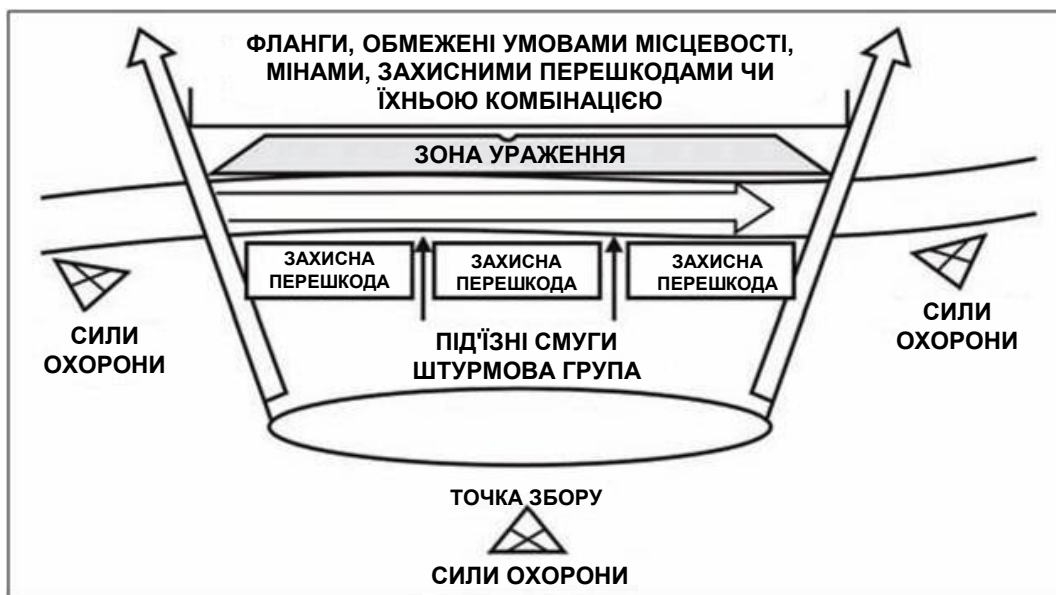 ФЛАНГИ, ОБМЕЖЕНІ УМОВАМИ МІСЦЕВОСТІ,
МІНАМИ, ЗАХИСНИМИ ПЕРЕШКОДАМИ ЧИ
ЇХНЬОЮ КОМБІНАЦІЄЮ
ЗОНА УРАЖЕННЯ
ЗАХИСНА
ПЕРЕШКОДА
ЗАХИСНА
ПЕРЕШКОДА
ЗАХИСНА
ПЕРЕШКОДА
СИЛИ
ОХОРОНИ
СИЛИ
ОХОРОНИ
ПІД'ЇЗНІ СМУГИ
ШТУРМОВА ГРУПА
ТОЧКА ЗБОРУ
СИЛИ ОХОРОНИ